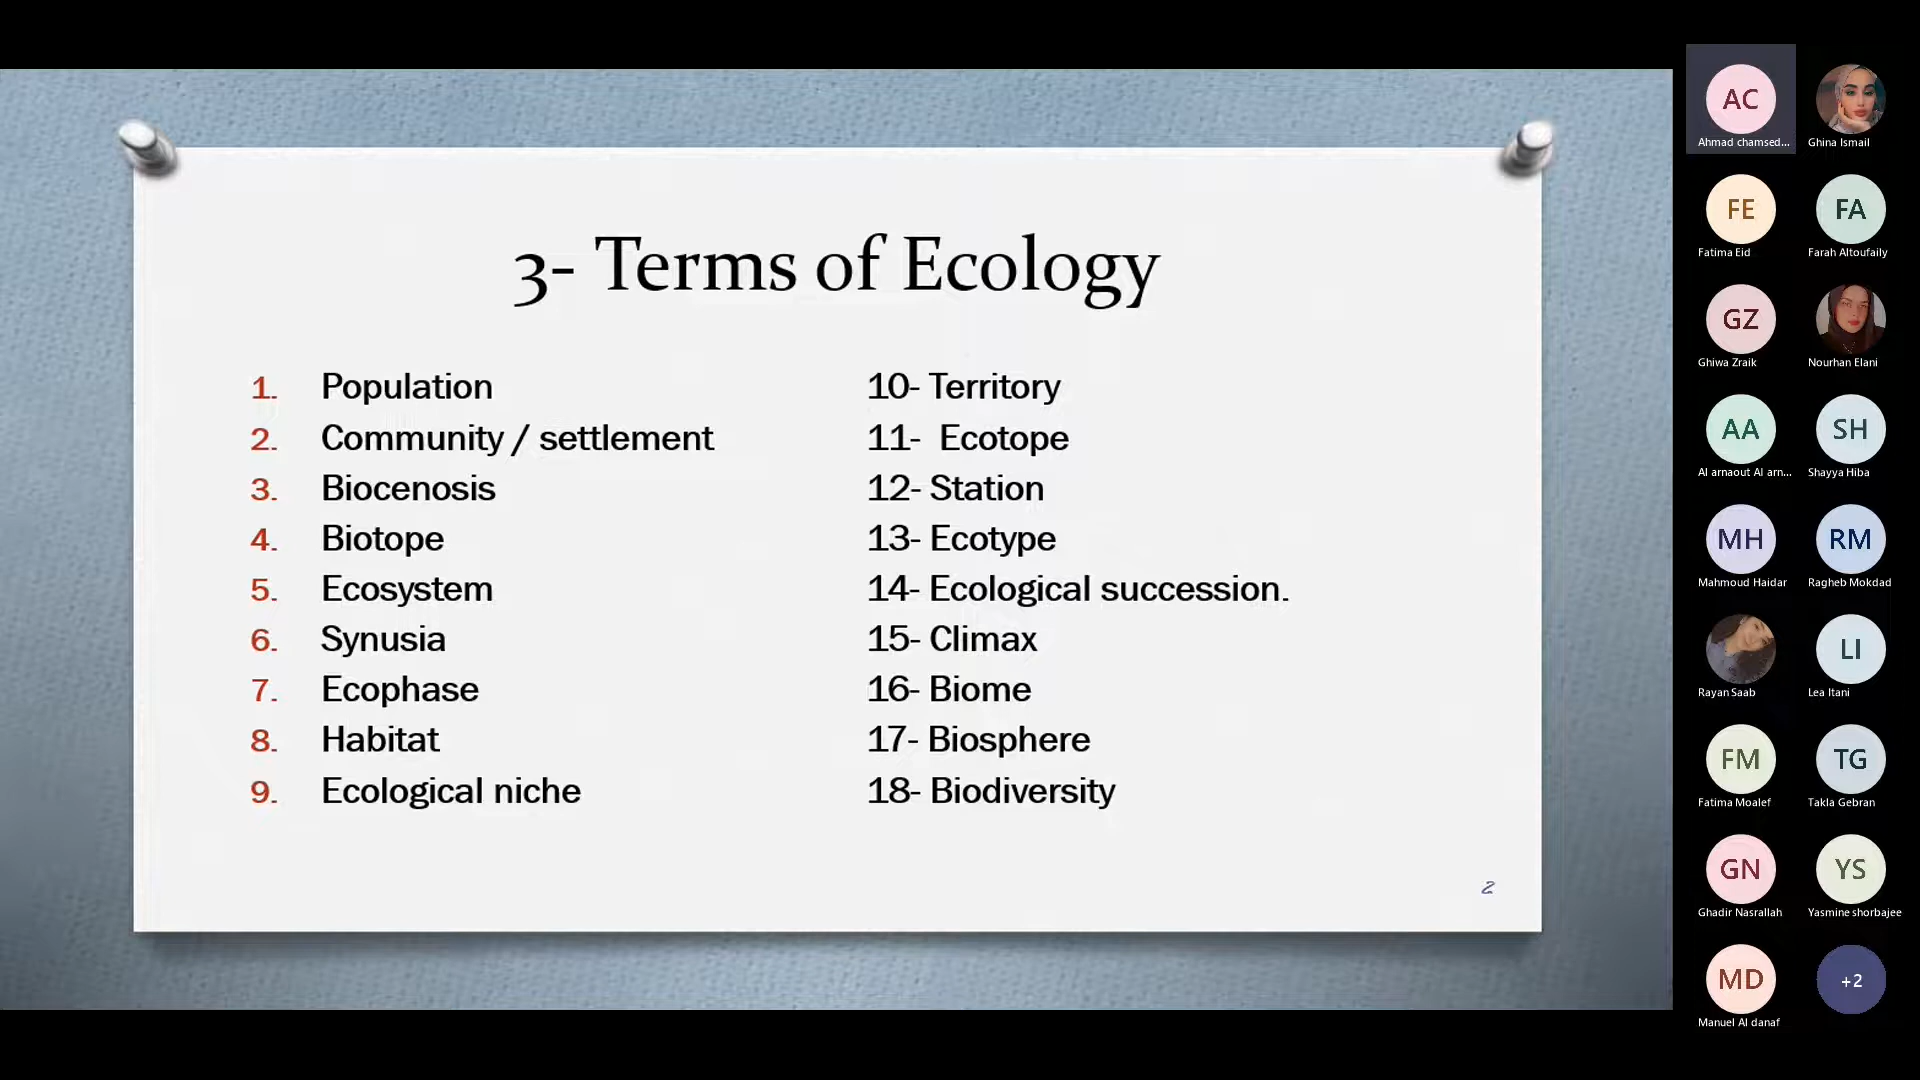 3- Terms of Ecology
1. Population
2. Community / settlement
3. Biocenosis
4. Biotope
5. Ecosystem
6. Synusia
7. Ecophase
8. Habitat
9. Ecological niche
10- Territory
11- Ecotope
12- Station
13- Ecotype
14- Ecological succession.
15- Climax
16- Biome
17- Biosphere
18- Biodiversity
2
AC
Ahmad chamsed...
Ghina Ismail
FE
Fatima Eid
FA
Farah Altoufaily
GZ
Ghiwa Zraik
Nourhan Elani
AA
Al arnaout Al arn...
SH
Shayya Hiba
MH
Mahmoud Haidar
RM
Ragheb Mokdad
Rayan Saab
LI
Lea Itani
FM
Fatima Moalef
TG
Takla Gebran
GN
Ghadir Nasrallah
YS
Yasmine shorbajee
MD
Manuel Al danaf
+2